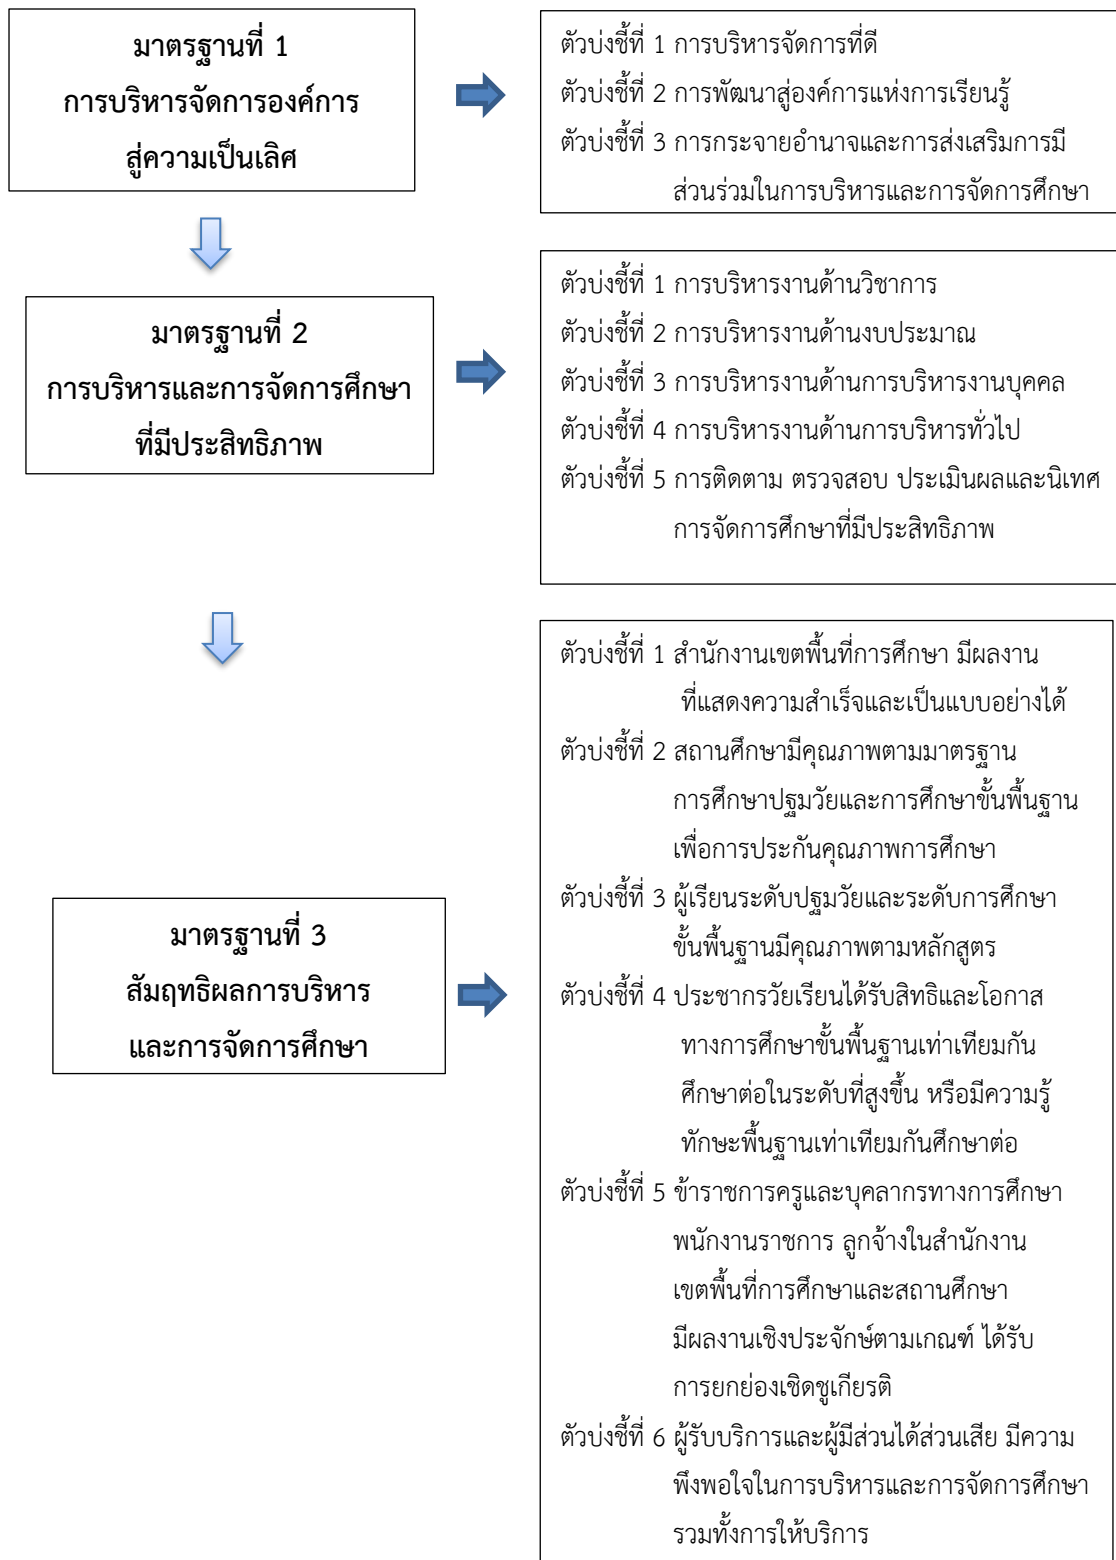 มาตรฐานที่ 1
การบริหารจัดการองค์การ
สู่ความเป็นเลิศ
ตัวบ่งชี้ที่ 1 การบริหารจัดการที่ดี
ตัวบ่งชี้ที่ 2 การพัฒนาสู่องค์การแห่งการเรียนรู้
ตัวบ่งชี้ที่ 3 การกระจายอำนาจและการส่งเสริมการมี
ส่วนร่วมในการบริหารและการจัดการศึกษา
มาตรฐานที่ 2
การบริหารและการจัดการศึกษา
ที่มีประสิทธิภาพ
ตัวบ่งชี้ที่ 1 การบริหารงานด้านวิชาการ
ตัวบ่งชี้ที่ 2 การบริหารงานด้านงบประมาณ
ตัวบ่งชี้ที่ 3 การบริหารงานด้านการบริหารงานบุคคล
ตัวบ่งชี้ที่ 4 การบริหารงานด้านการบริหารทั่วไป
ตัวบ่งชี้ที่ 5 การติดตาม ตรวจสอบ ประเมินผลและนิเทศ
การจัดการศึกษาที่มีประสิทธิภาพ
มาตรฐานที่ 3
สัมฤทธิผลการบริหาร
และการจัดการศึกษา
ตัวบ่งชี้ที่ 1 สำนักงานเขตพื้นที่การศึกษา มีผลงาน
ที่แสดงความสำเร็จและเป็นแบบอย่างได้
ตัวบ่งชี้ที่ 2 สถานศึกษามีคุณภาพตามมาตรฐาน
การศึกษาปฐมวัยและการศึกษาขั้นพื้นฐาน
เพื่อการประกันคุณภาพการศึกษา
ตัวบ่งชี้ที่ 3 ผู้เรียนระดับปฐมวัยและระดับการศึกษา
ขั้นพื้นฐานมีคุณภาพตามหลักสูตร
ตัวบ่งชี้ที่ 4 ประชากรวัยเรียนได้รับสิทธิและโอกาส
ทางการศึกษาขั้นพื้นฐานเท่าเทียมกัน
ศึกษาต่อในระดับที่สูงขึ้น หรือมีความรู้
ทักษะพื้นฐานเท่าเทียมกันศึกษาต่อ
ตัวบ่งชี้ที่ 5 ข้าราชการครูและบุคลากรทางการศึกษา
พนักงานราชการ ลูกจ้างในสำนักงาน
เขตพื้นที่การศึกษาและสถานศึกษา
มีผลงานเชิงประจักษ์ตามเกณฑ์ ได้รับ
การยกย่องเชิดชูเกียรติ
ตัวบ่งชี้ที่ 6 ผู้รับบริการและผู้มีส่วนได้ส่วนเสีย มีความ
พึงพอใจในการบริหารและการจัดการศึกษา
รวมทั้งการให้บริการ